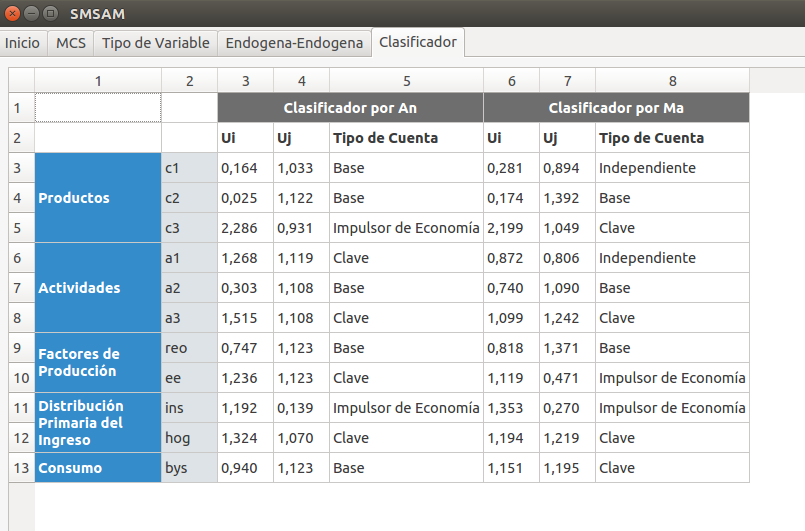 SMSAM
Inicio MCS Tipo de Variable Endogena-Endogena Clasificador
1 2 3 4 5 6 7 8
1 Clasificador por An Clasificador por Ma
2 Ui Uj Tipo de Cuenta Ui Uj Tipo de Cuenta
3 c1 0,164 1,033 Base 0,281 0,894 Independiente
4 Productos c2 0,025 1,122 Base 0,174 1,392 Base
5 c3 2,286 0,931 Impulsor de Economía 2,199 1,049 Clave
6 a1 1,268 1,119 Clave 0,872 0,806 Independiente
7 Actividades a2 0,303 1,108 Base 0,740 1,090 Base
8 a3 1,515 1,108 Clave 1,099 1,242 Clave
9 Factores de reo 0,747 1,123 Base 0,818 1,371 Base
10 Producción ee 1,236 1,123 Clave 1,119 0,471 Impulsor de Economía
11 Distribución ins 1,192 0,139 Impulsor de Economía 1,353 0,270 Impulsor de Economía
Primaria del
12 Ingreso hog 1,324 1,070 Clave 1,194 1,219 Clave
13 Consumo bys 0,940 1,123 Base 1,151 1,195 Clave